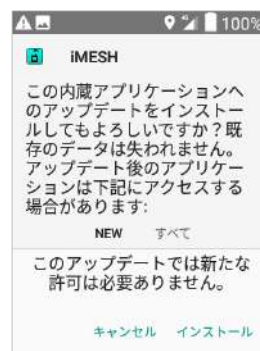 100%
iMESH
この内蔵アプリケーションへ
のアップデートをインストー
ルしてもよろしいですか？既
存のデータは失われません。
アップデート後のアプリケー
ションは下記にアクセスする
場合があります:
NEW すべて
このアップデートでは新たな
許可は必要ありません。
キャンセル インストール